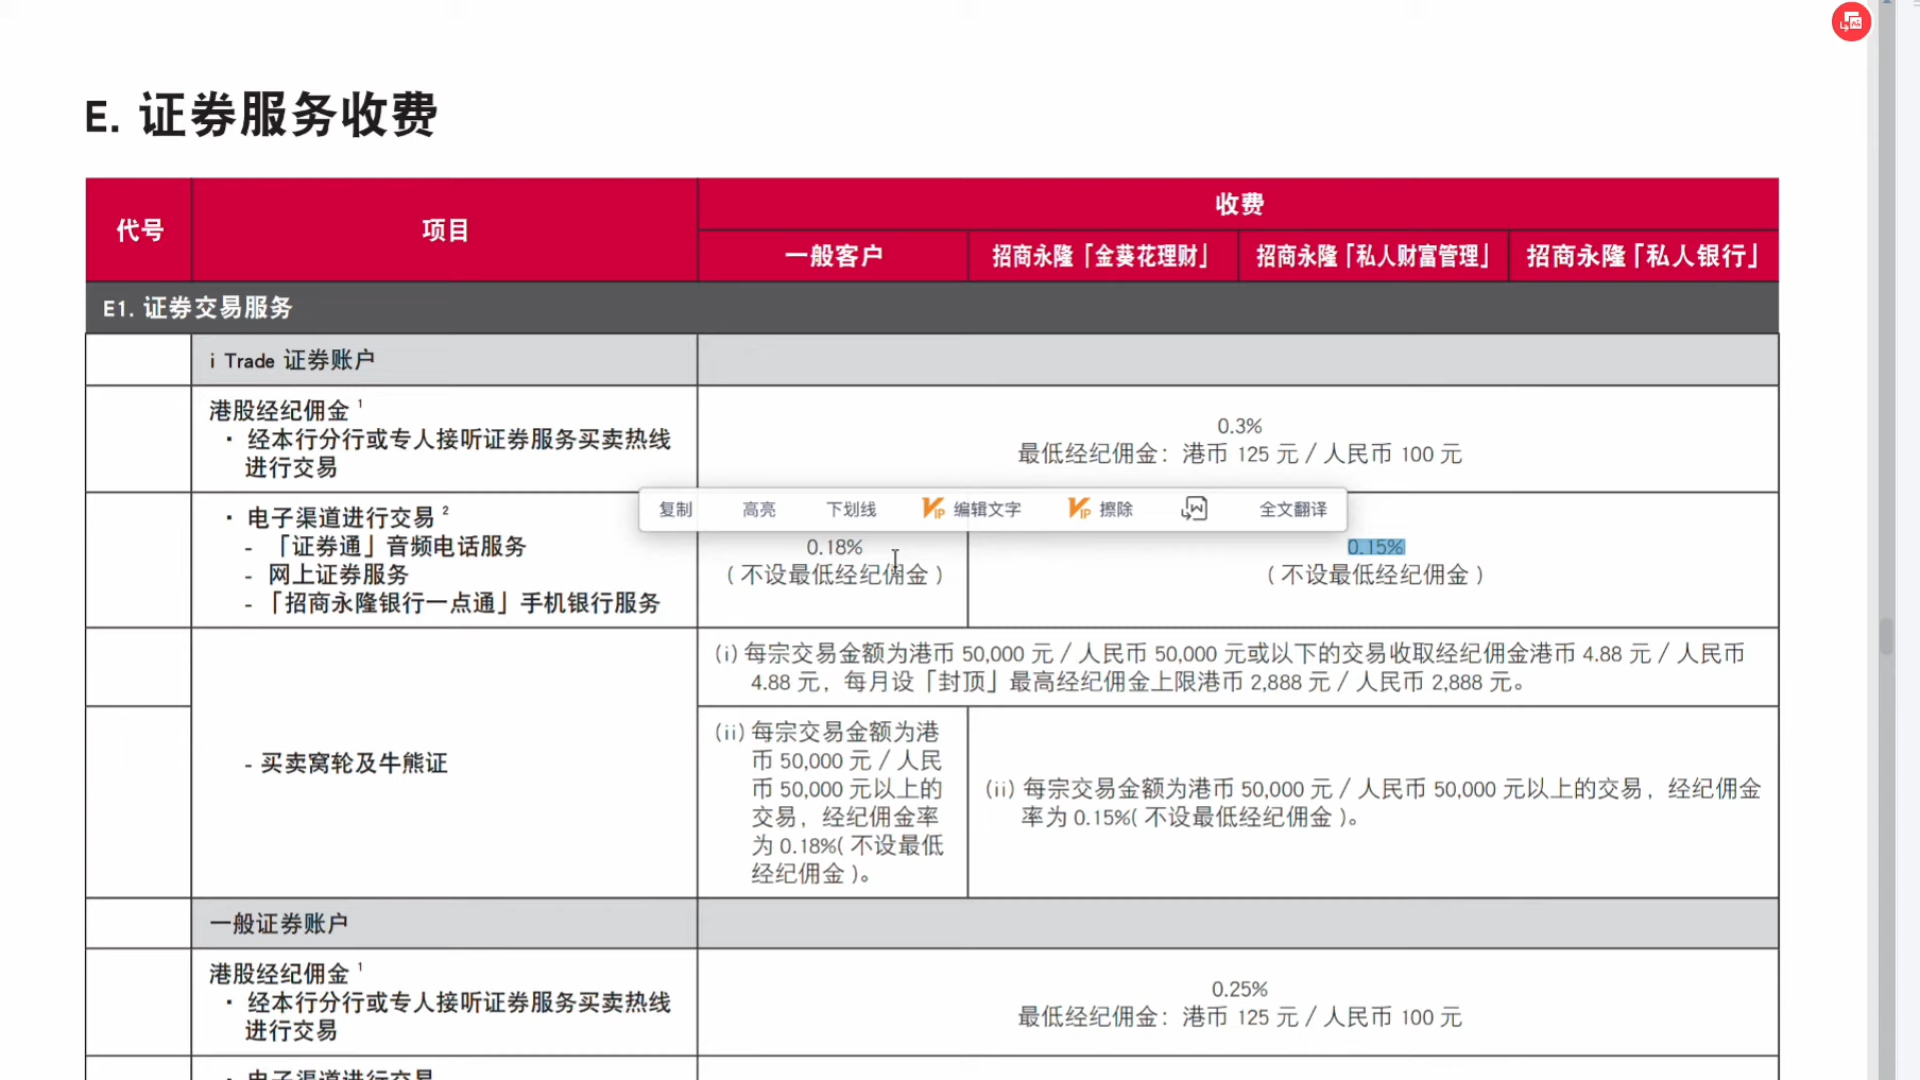 E. 证券服务收费
代号
项目
收费
一般客户
招商永隆「金葵花理财」
招商永隆「私人财富管理」
招商永隆「私人银行」
E1. 证券交易服务
i Trade 证券账户
港股经纪佣金 1
· 经本行分行或专人接听证券服务买卖热线
进行交易
0.3%
最低经纪佣金：港币 125 元 / 人民币 100 元
复制 高亮 下划线 VIP 编辑文字 VIP 擦除 全文翻译
· 电子渠道进行交易 2
- 「证券通」音频电话服务
- 网上证券服务
- 「招商永隆银行一点通」手机银行服务
0.18%
( 不设最低经纪佣金 )
0.15%
( 不设最低经纪佣金 )
- 买卖窝轮及牛熊证
(i) 每宗交易金额为港币 50,000 元 / 人民币 50,000 元或以下的交易收取经纪佣金港币 4.88 元 / 人民币
4.88 元，每月设「封顶」最高经纪佣金上限港币 2,888 元 / 人民币 2,888 元。
(ii) 每宗交易金额为港
币 50,000 元 / 人民
币 50,000 元以上的
交易，经纪佣金率
为 0.18%( 不设最低
经纪佣金 )。
(ii) 每宗交易金额为港币 50,000 元 / 人民币 50,000 元以上的交易，经纪佣金
率为 0.15%( 不设最低经纪佣金 )。
一般证券账户
港股经纪佣金 1
· 经本行分行或专人接听证券服务买卖热线
进行交易
0.25%
最低经纪佣金：港币 125 元 / 人民币 100 元
· 电子渠道进行交易